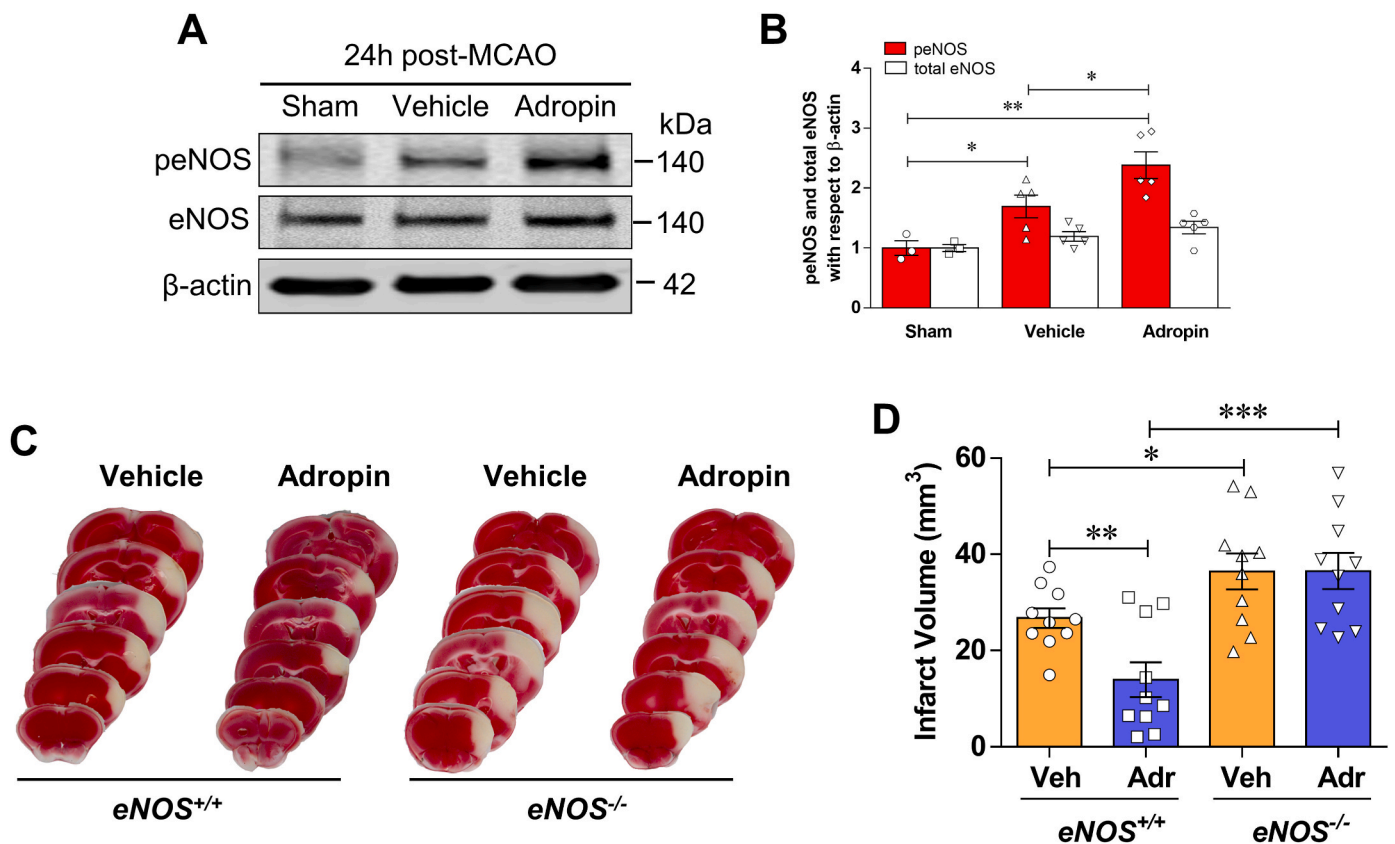 A
24h post-MCAO
Sham Vehicle Adropin
kDa
peNOS
140
eNOS
140
β-actin
42
B
peNOS
total eNOS
peNOS and total eNOS
with respect to β-actin
4
3
2
1
0
*
**
*
Sham Vehicle Adropin
C
Vehicle Adropin Vehicle Adropin
eNOS+/+ eNOS-/-
D
Infarct Volume (mm3)
60
40
20
0
***
*
**
Veh Adr Veh Adr
eNOS+/+ eNOS-/-